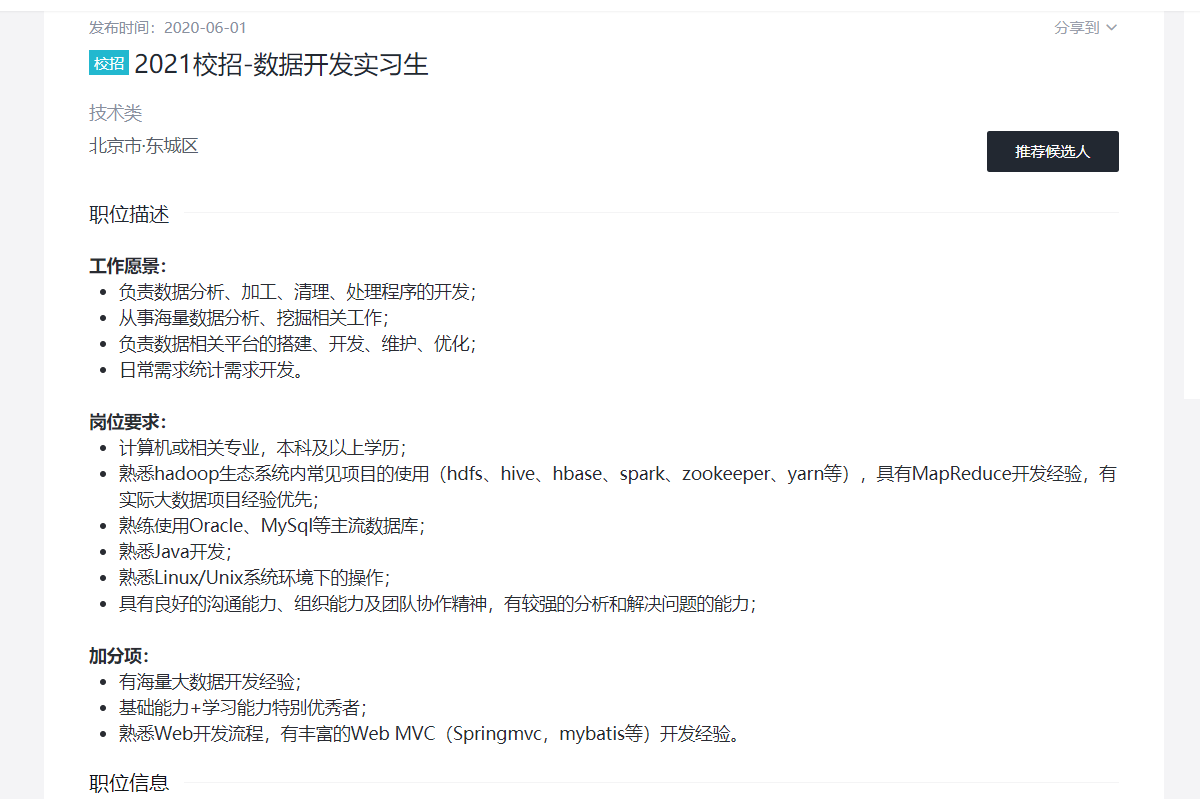 发布时间：2020-06-01
分享到
校招 2021校招-数据开发实习生
技术类
北京市·东城区
推荐候选人
职位描述
工作愿景：
负责数据分析、加工、清理、处理程序的开发；
从事海量数据分析、挖掘相关工作；
负责数据相关平台的搭建、开发、维护、优化；
日常需求统计需求开发。
岗位要求：
计算机或相关专业，本科及以上学历；
熟悉hadoop生态系统内常见项目的使用（hdfs、hive、hbase、spark、zookeeper、yarn等），具有MapReduce开发经验，有
实际大数据项目经验优先；
熟练使用Oracle、MySql等主流数据库；
熟悉Java开发；
熟悉Linux/Unix系统环境下的操作；
具有良好的沟通能力、组织能力及团队协作精神，有较强的分析和解决问题的能力；
加分项：
有海量大数据开发经验；
基础能力+学习能力特别优秀者；
熟悉Web开发流程，有丰富的Web MVC（Springmvc，mybatis等）开发经验。
职位信息